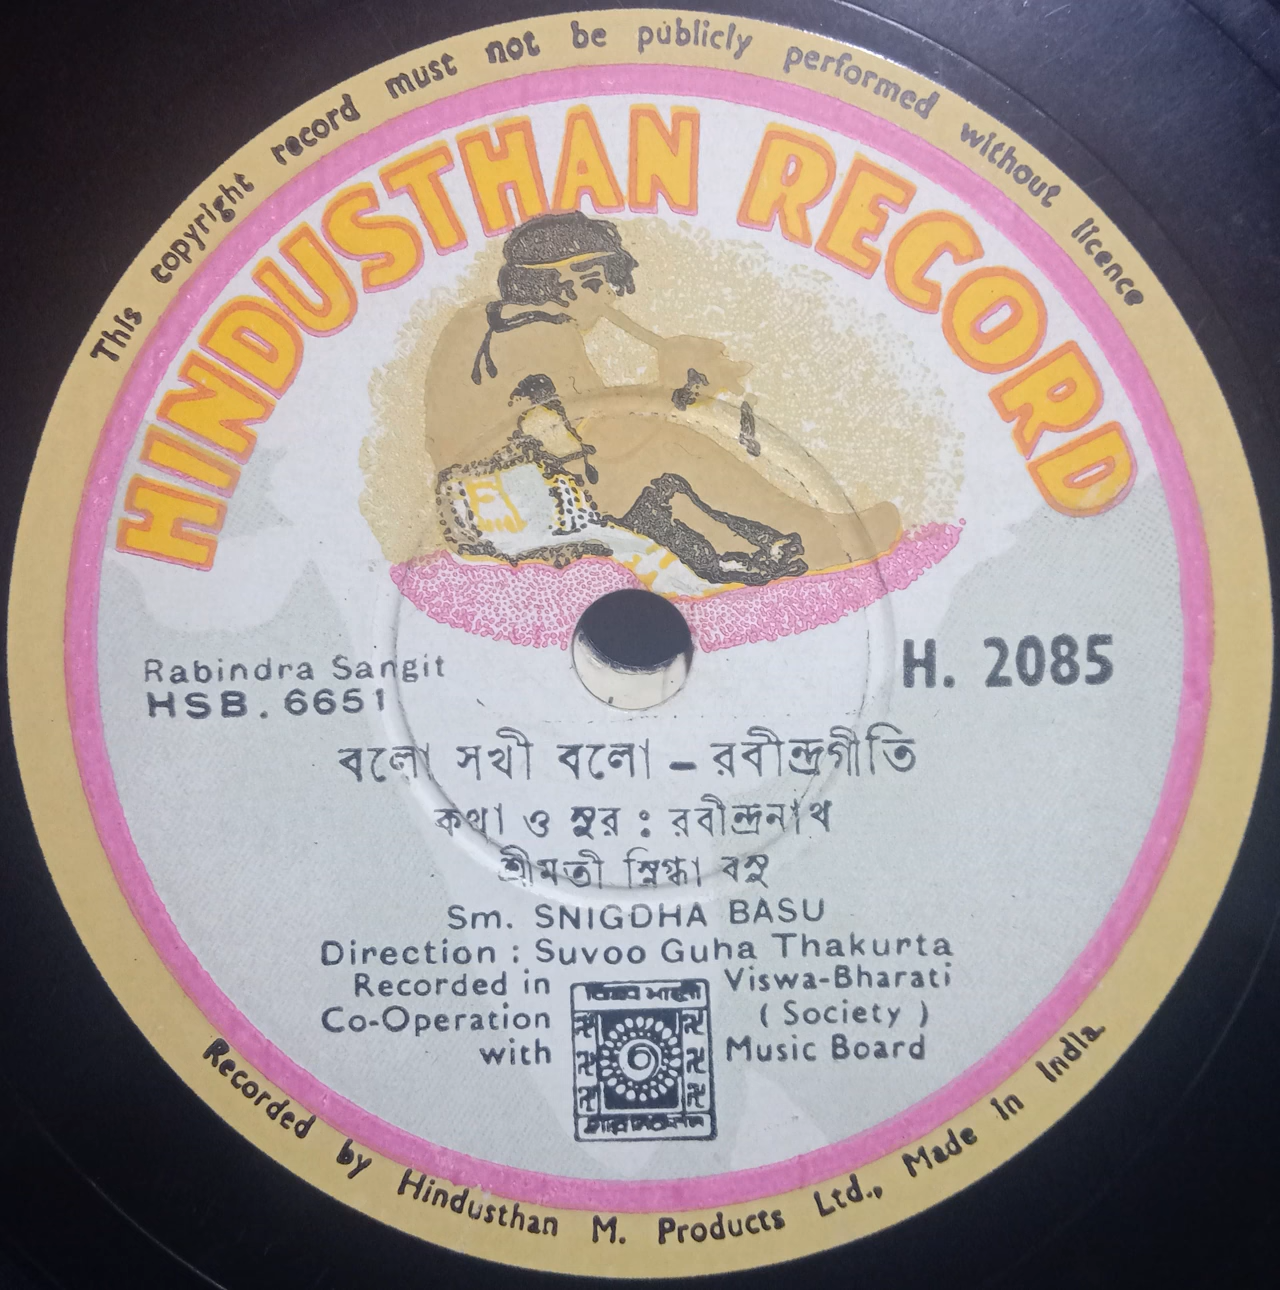 This copyright record must not be publicly performed without licence
HINDUSTHAN RECORD
Rabindra Sangit
HSB. 6651
H. 2085
বলো সখী বলো – রবীন্দ্রগীতি
কথা ও সুর : রবীন্দ্রনাথ
শ্রীমতী স্নিগ্ধা বসু
Sm. SNIGDHA BASU
Direction : Suvoo Guha Thakurta
Recorded in
Co-Operation
with
Viswa-Bharati
( Society )
Music Board
Recorded by Hindusthan M. Products Ltd., Made in India.